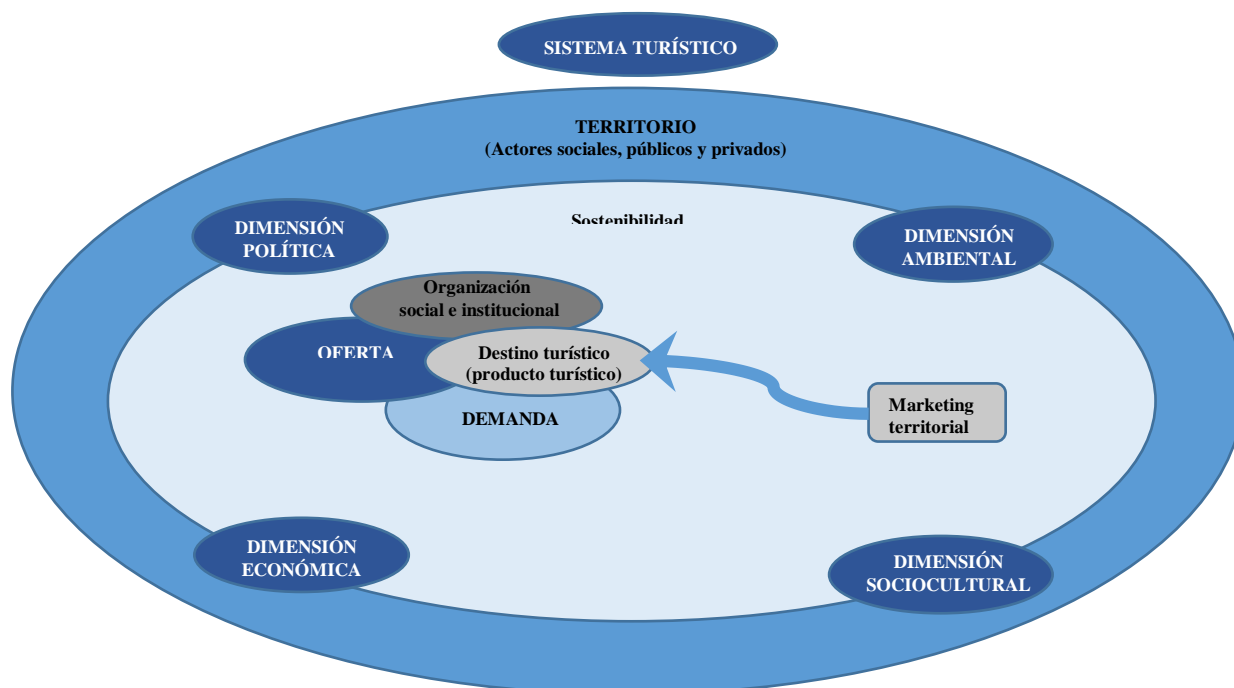 SISTEMA TURÍSTICO
TERRITORIO
(Actores sociales, públicos y privados)
Sostenibilidad
DIMENSIÓN
POLÍTICA
DIMENSIÓN
AMBIENTAL
Organización
social e institucional
OFERTA
Destino turístico
(producto turístico)
DEMANDA
Marketing
territorial
DIMENSIÓN
ECONÓMICA
DIMENSIÓN
SOCIOCULTURAL